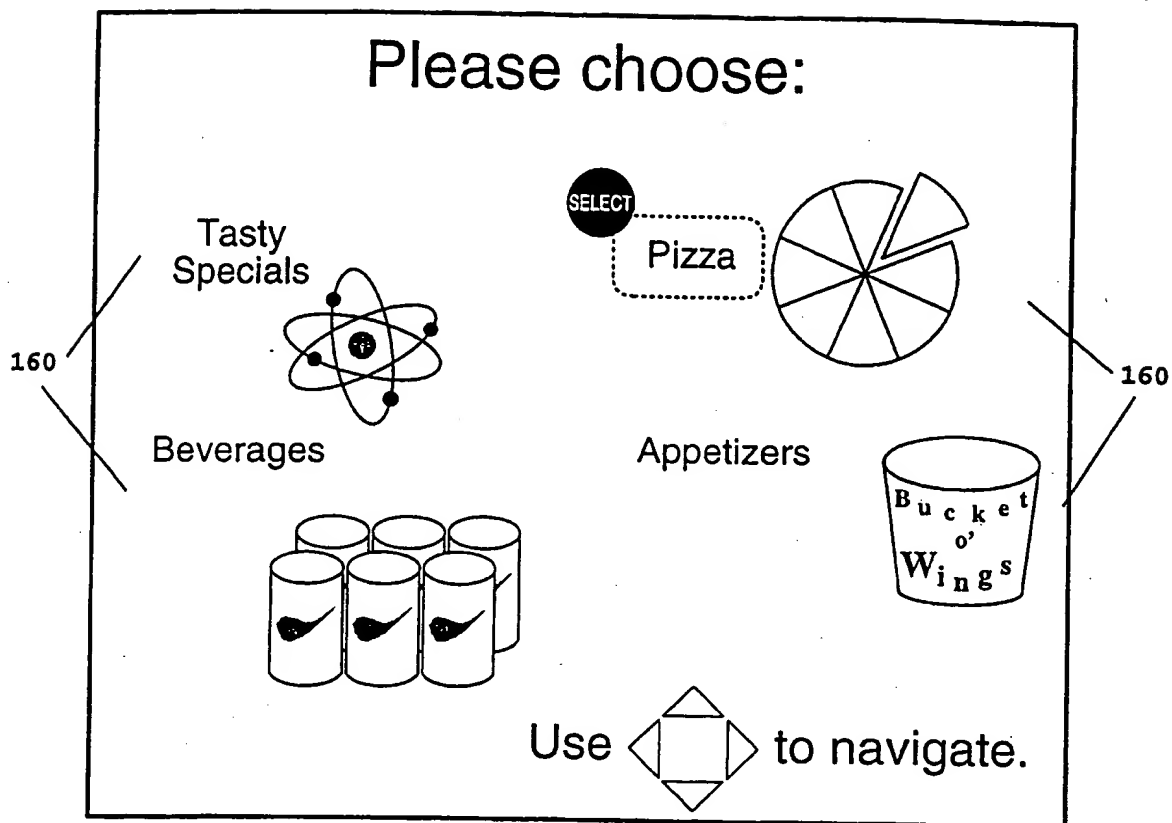 Please choose:
SELECT
Tasty
Specials
Pizza
160
160
Beverages
Appetizers
Bucket
o'
Wings
Use to navigate.